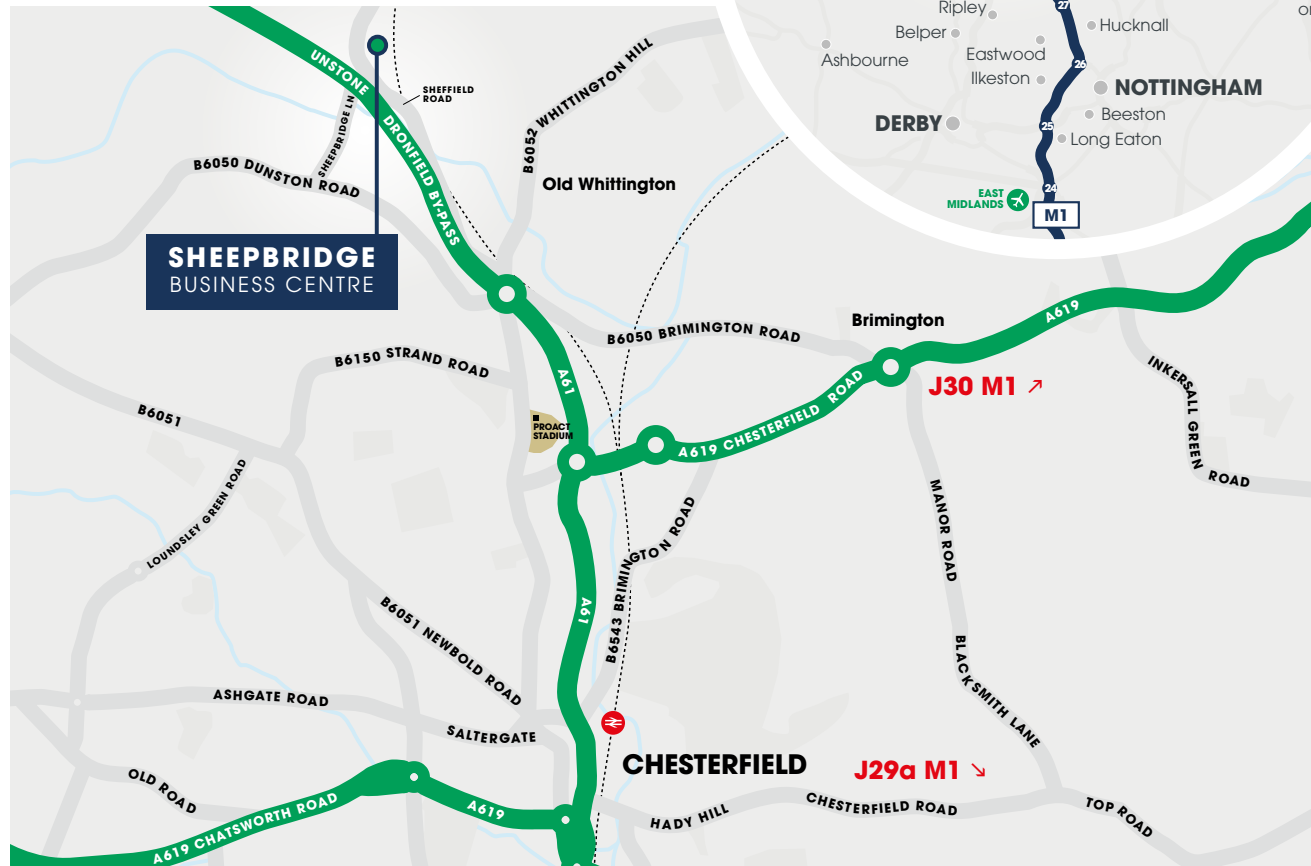 Ripley
27
or
Hucknall
Belper
Eastwood
26
Ashbourne
Ilkeston
NOTTINGHAM
Beeston
DERBY
25
Long Eaton
24
EAST
MIDLANDS
M1
UNSTONE
DRONFIELD BY-PASS
SHEFFIELD
ROAD
SHEEPBRIDGE LN
B6052 WHITTINGTON HILL
B6050 DUNSTON ROAD
Old Whittington
SHEEPBRIDGE
BUSINESS CENTRE
A619
Brimington
B6050 BRIMINGTON ROAD
B6150 STRAND ROAD
A61
J30 M1
INKERSALL GREEN
ROAD
B6051
PROACT
STADIUM
A619 CHESTERFIELD ROAD
LOUNDSLEY GREEN ROAD
MANOR ROAD
B6543 BRIMINGTON ROAD
A61
B6051 NEWBOLD ROAD
BLACKSMITH LANE
ASHGATE ROAD
SALTERGATE
CHESTERFIELD
J29a M1
OLD ROAD
A619 CHATSWORTH ROAD
A619
HADY HILL
CHESTERFIELD ROAD
TOP ROAD